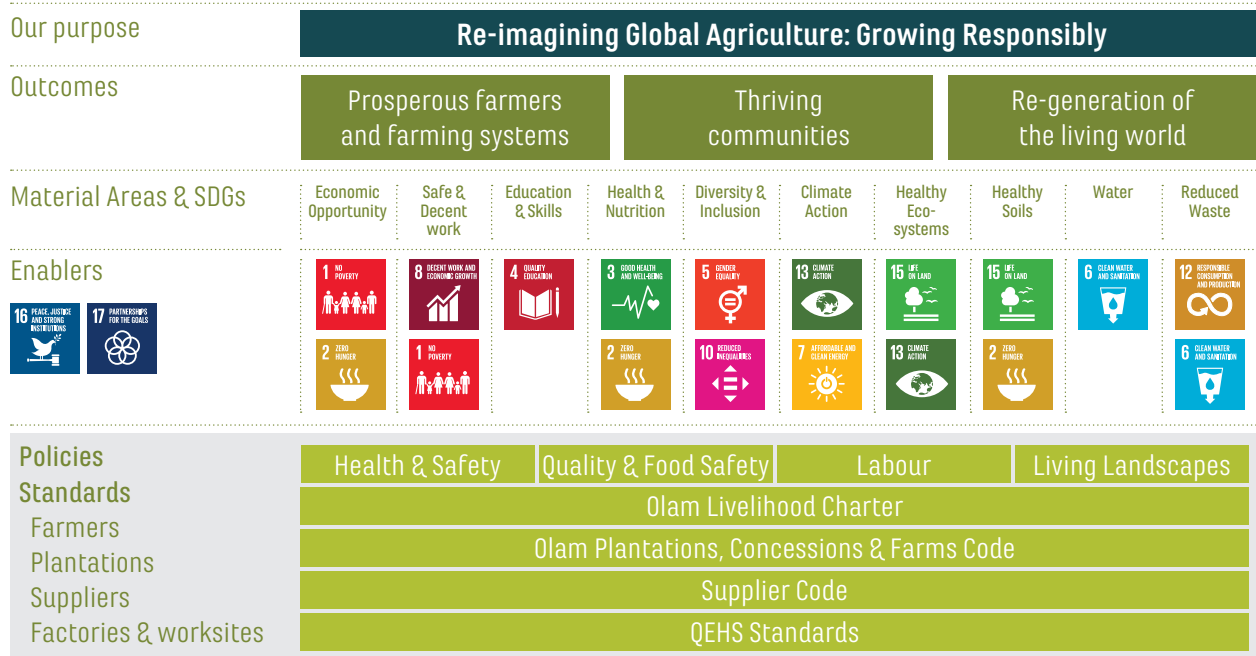 Our purpose
Re-imagining Global Agriculture: Growing Responsibly
Outcomes
Prosperous farmers
and farming systems
Thriving
communities
Re-generation of
the living world
Material Areas & SDGs
Economic
Opportunity
Safe &
Decent
work
Education
& Skills
Health &
Nutrition
Diversity &
Inclusion
Climate
Action
Healthy
Eco-
systems
Healthy
Soils
Water
Reduced
Waste
Enablers
16 PEACE, JUSTICE
AND STRONG
INSTITUTIONS
17 PARTNERSHIPS
FOR THE GOALS
1 NO
POVERTY
8 DECENT WORK AND
ECONOMIC GROWTH
4 QUALITY
EDUCATION
3 GOOD HEALTH
AND WELL-BEING
5 GENDER
EQUALITY
13 CLIMATE
ACTION
15 LIFE
ON LAND
15 LIFE
ON LAND
6 CLEAN WATER
AND SANITATION
12 RESPONSIBLE
CONSUMPTION
AND PRODUCTION
2 ZERO
HUNGER
1 NO
POVERTY
2 ZERO
HUNGER
10 REDUCED
INEQUALITIES
7 AFFORDABLE AND
CLEAN ENERGY
13 CLIMATE
ACTION
2 ZERO
HUNGER
6 CLEAN WATER
AND SANITATION
Policies
Health & Safety
Quality & Food Safety
Labour
Living Landscapes
Standards
Farmers
Olam Livelihood Charter
Plantations
Olam Plantations, Concessions & Farms Code
Suppliers
Supplier Code
Factories & worksites
QEHS Standards